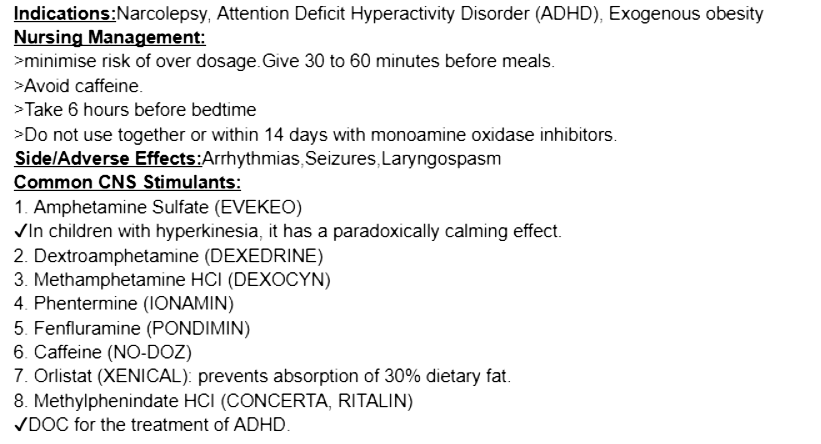 Indications:Narcolepsy, Attention Deficit Hyperactivity Disorder (ADHD), Exogenous obesity
Nursing Management:
>minimise risk of over dosage.Give 30 to 60 minutes before meals.
>Avoid caffeine.
>Take 6 hours before bedtime
>Do not use together or within 14 days with monoamine oxidase inhibitors.
Side/Adverse Effects:Arrhythmias,Seizures,Laryngospasm
Common CNS Stimulants:
1. Amphetamine Sulfate (EVEKEO)
✓In children with hyperkinesia, it has a paradoxically calming effect.
2. Dextroamphetamine (DEXEDRINE)
3. Methamphetamine HCI (DEXOCYN)
4. Phentermine (IONAMIN)
5. Fenfluramine (PONDIMIN)
6. Caffeine (NO-DOZ)
7. Orlistat (XENICAL): prevents absorption of 30% dietary fat.
8. Methylphenindate HCI (CONCERTA, RITALIN)
✓DOC for the treatment of ADHD.